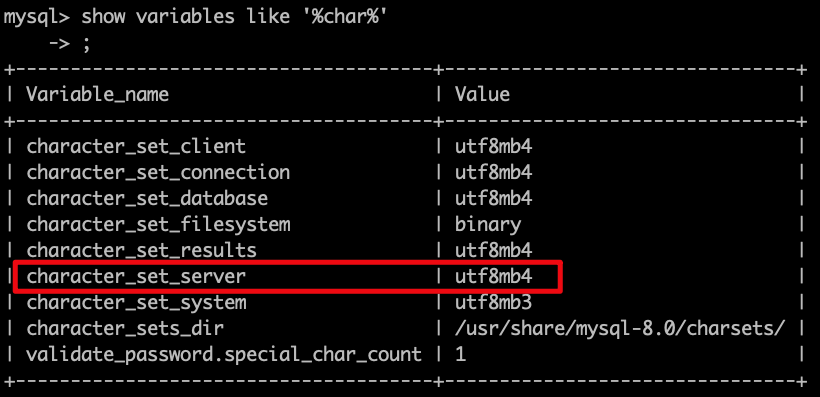 mysql> show variables like '%char%'
    -> ;
+--------------------------------------+--------------------------------+
| Variable_name                        | Value                          |
+--------------------------------------+--------------------------------+
| character_set_client                 | utf8mb4                        |
| character_set_connection             | utf8mb4                        |
| character_set_database               | utf8mb4                        |
| character_set_filesystem             | binary                         |
| character_set_results                | utf8mb4                        |
| character_set_server                 | utf8mb4                        |
| character_set_system                 | utf8mb3                        |
| character_sets_dir                   | /usr/share/mysql-8.0/charsets/ |
| validate_password.special_char_count | 1                              |
+--------------------------------------+--------------------------------+